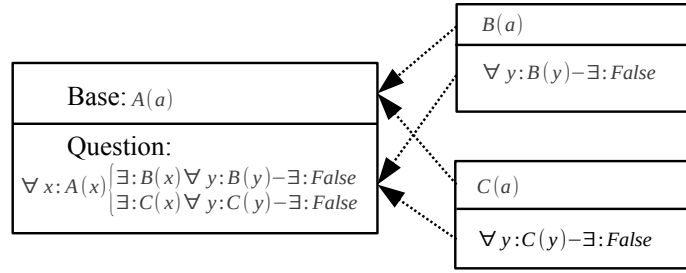 Base: A(a)
Question:
∀ x:A(x){∃:B(x)∀ y:B(y)−∃:False
∃:C(x)∀ y:C(y)−∃:False
B(a)
∀ y:B(y)−∃:False
C(a)
∀ y:C(y)−∃:False